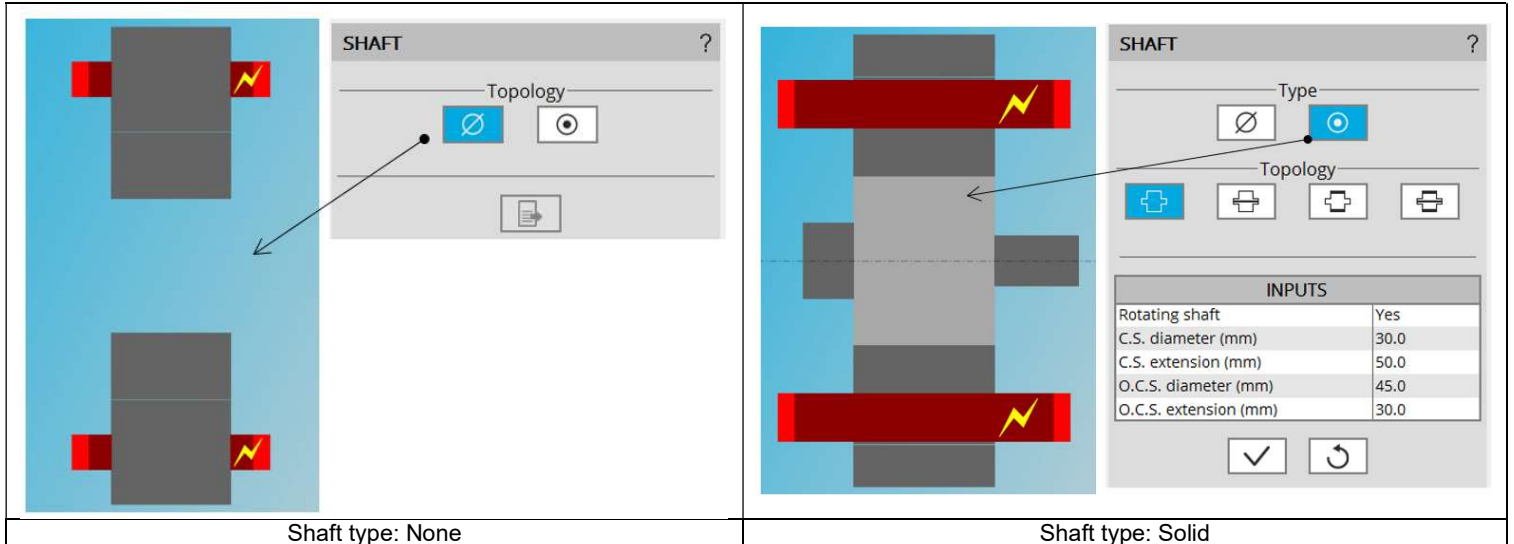 SHAFT ?
Topology
Shaft type: None
SHAFT ?
Type
Topology
INPUTS
Rotating shaft Yes
C.S. diameter (mm) 30.0
C.S. extension (mm) 50.0
O.C.S. diameter (mm) 45.0
O.C.S. extension (mm) 30.0
Shaft type: Solid